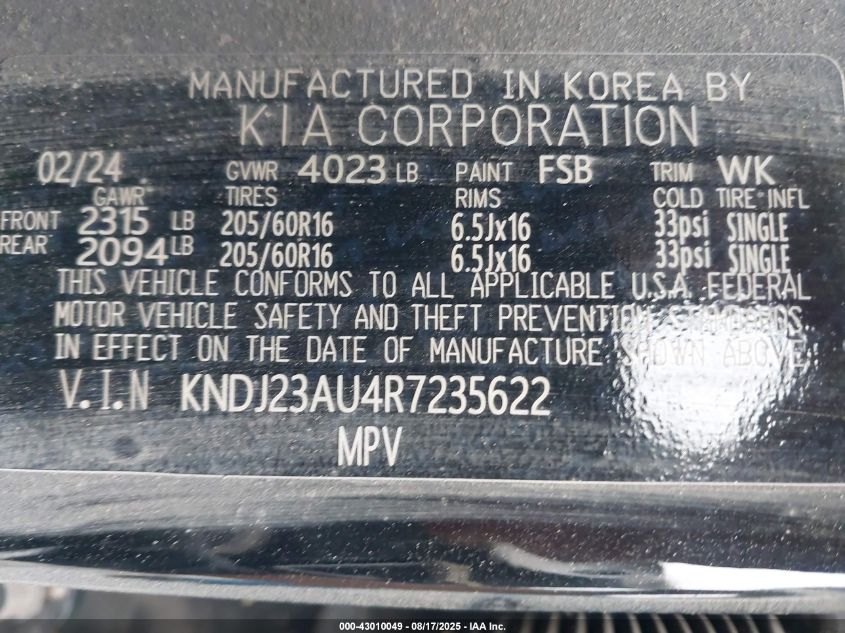 MANUFACTURED IN KOREA BY
KIA CORPORATION
02/24 GVWR 4023 LB PAINT FSB TRIM WK
GAWR TIRES RIMS COLD TIRE INFL
FRONT 2315 LB 205/60R16 6.5Jx16 33psi SINGLE
REAR 2094 LB 205/60R16 6.5Jx16 33psi SINGLE
THIS VEHICLE CONFORMS TO ALL APPLICABLE U.S.A. FEDERAL
MOTOR VEHICLE SAFETY AND THEFT PREVENTION STANDARDS
IN EFFECT ON THE DATE OF MANUFACTURE SHOWN ABOVE.
V.I.N KNDJ23AU4R7235622
MPV
000-43010049 - 08/17/2025 - IAA Inc.